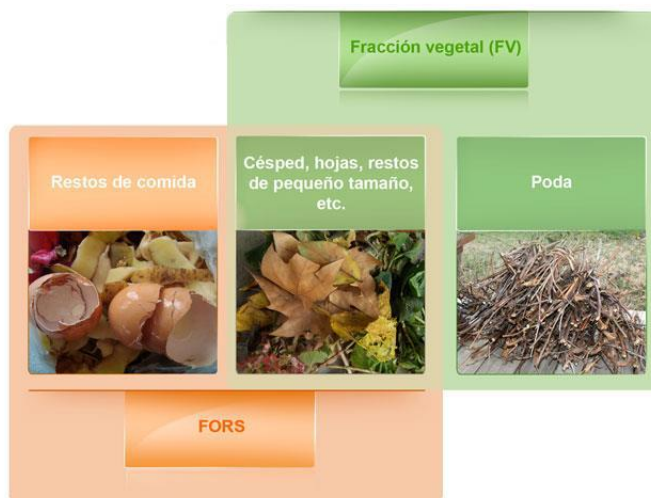 Fracción vegetal (FV)
Restos de comida
Césped, hojas, restos
de pequeño tamaño,
etc.
Poda
FORS